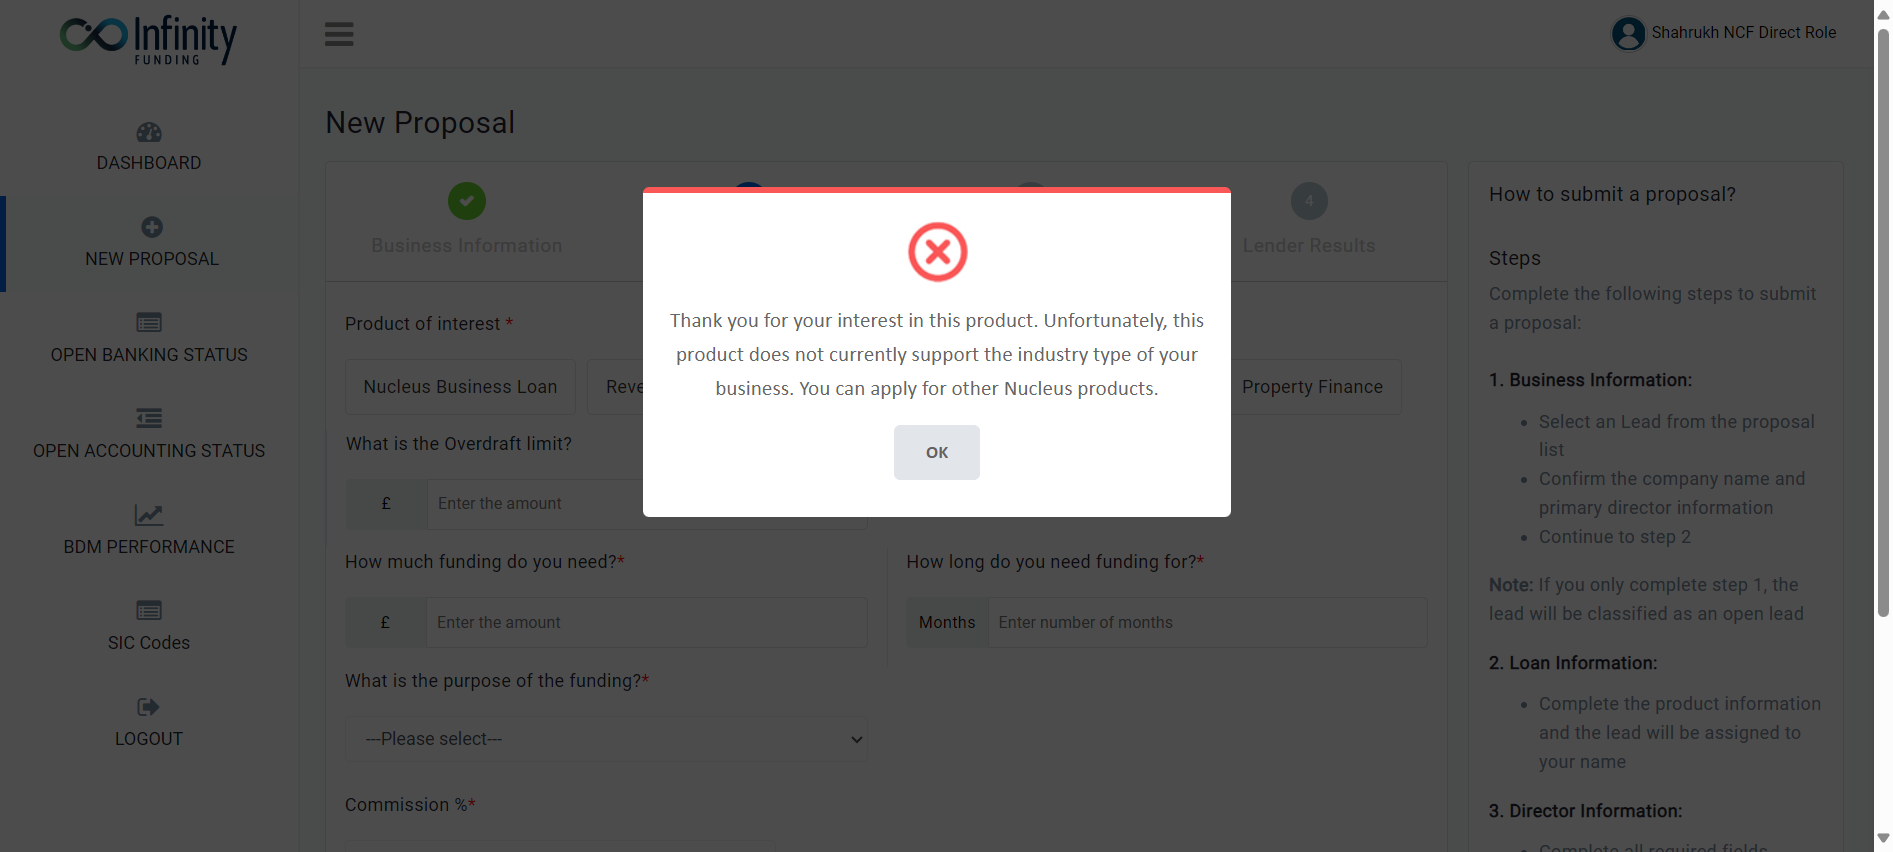 Infinity
FUNDING
Shahrukh NCF Direct Role
DASHBOARD
NEW PROPOSAL
OPEN BANKING STATUS
OPEN ACCOUNTING STATUS
BDM PERFORMANCE
SIC Codes
LOGOUT
New Proposal
Business Information
4
Lender Results
Product of interest *
Nucleus Business Loan
Reve
Property Finance
What is the Overdraft limit?
£
Enter the amount
How much funding do you need?*
£
Enter the amount
How long do you need funding for?*
Months
Enter number of months
What is the purpose of the funding?*
---Please select---
Commission %*
Thank you for your interest in this product. Unfortunately, this
product does not currently support the industry type of your
business. You can apply for other Nucleus products.
OK
How to submit a proposal?
Steps
Complete the following steps to submit
a proposal:
1. Business Information:
• Select an Lead from the proposal
list
• Confirm the company name and
primary director information
• Continue to step 2
Note: If you only complete step 1, the
lead will be classified as an open lead
2. Loan Information:
• Complete the product information
and the lead will be assigned to
your name
3. Director Information:
• Complete all required fields